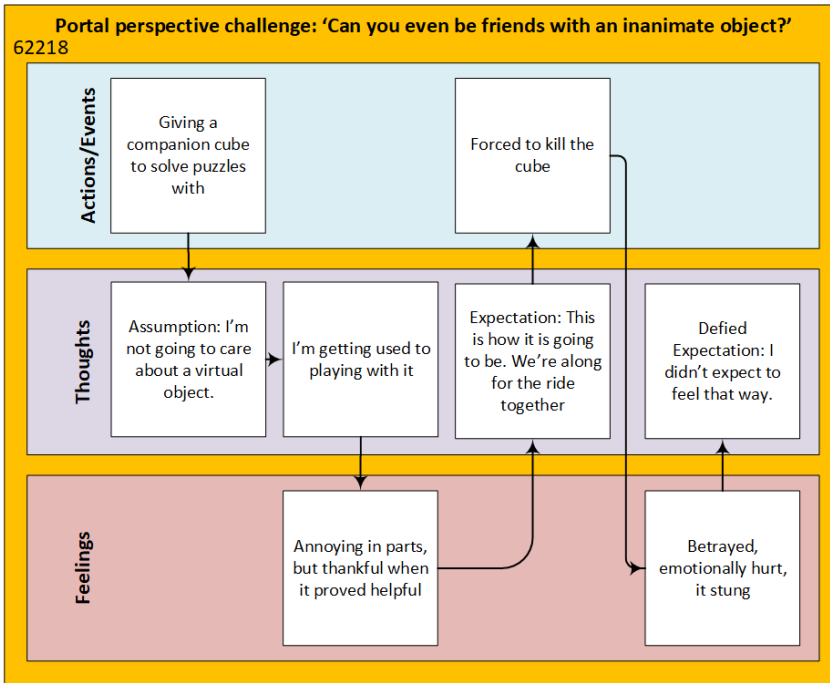 Portal perspective challenge: ‘Can you even be friends with an inanimate object?’
62218
Actions/Events
Giving a
companion cube
to solve puzzles
with
Forced to kill the
cube
Thoughts
Assumption: I’m
not going to care
about a virtual
object.
I’m getting used to
playing with it
Expectation: This
is how it is going
to be. We’re along
for the ride
together
Defied
Expectation: I
didn’t expect to
feel that way.
Feelings
Annoying in parts,
but thankful when
it proved helpful
Betrayed,
emotionally hurt,
it stung